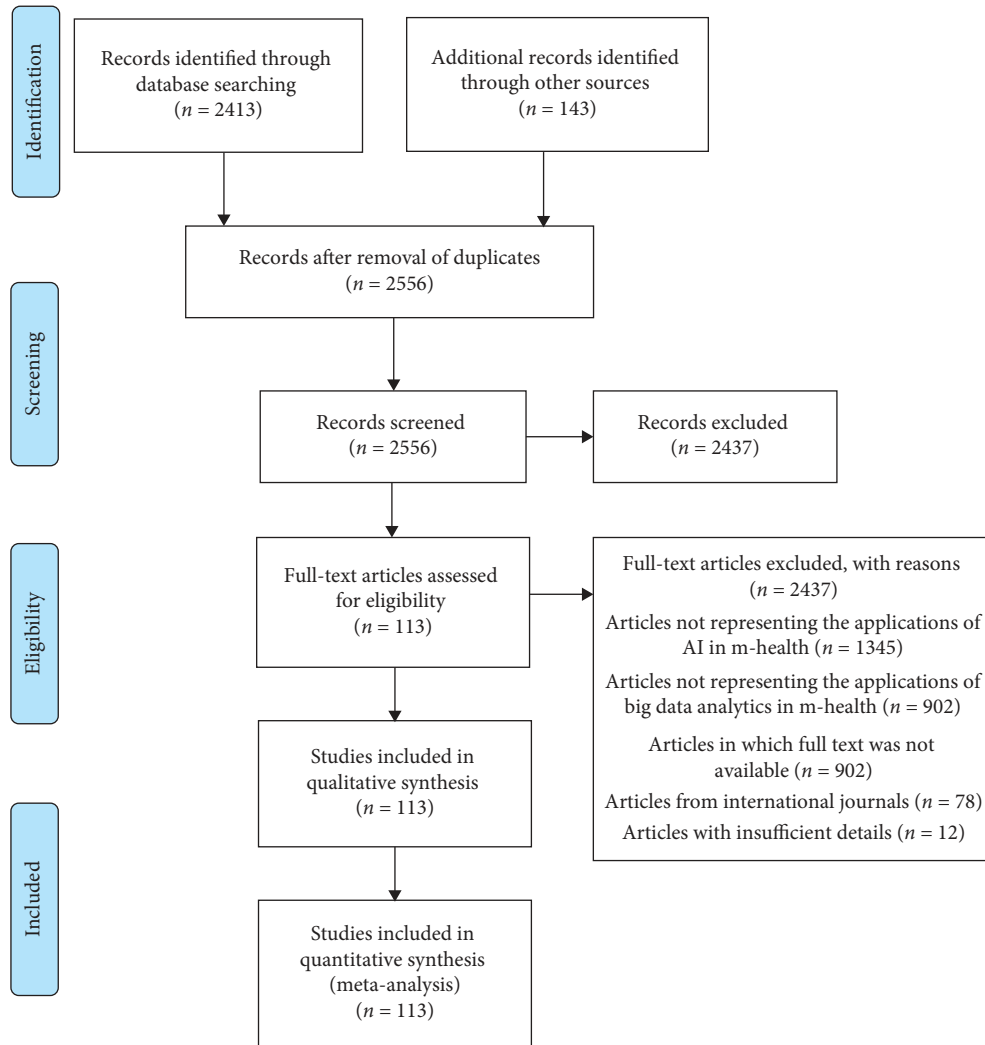 Identification
Records identified through
database searching
(n = 2413)
Additional records identified
through other sources
(n = 143)
Records after removal of duplicates
(n = 2556)
Screening
Records screened
(n = 2556)
Records excluded
(n = 2437)
Eligibility
Full-text articles assessed
for eligibility
(n = 113)
Full-text articles excluded, with reasons
(n = 2437)
Articles not representing the applications of
AI in m-health (n = 1345)
Articles not representing the applications of
big data analytics in m-health (n = 902)
Articles in which full text was not
available (n = 902)
Articles from international journals (n = 78)
Articles with insufficient details (n = 12)
Studies included in
qualitative synthesis
(n = 113)
Included
Studies included in
quantitative synthesis
(meta-analysis)
(n = 113)